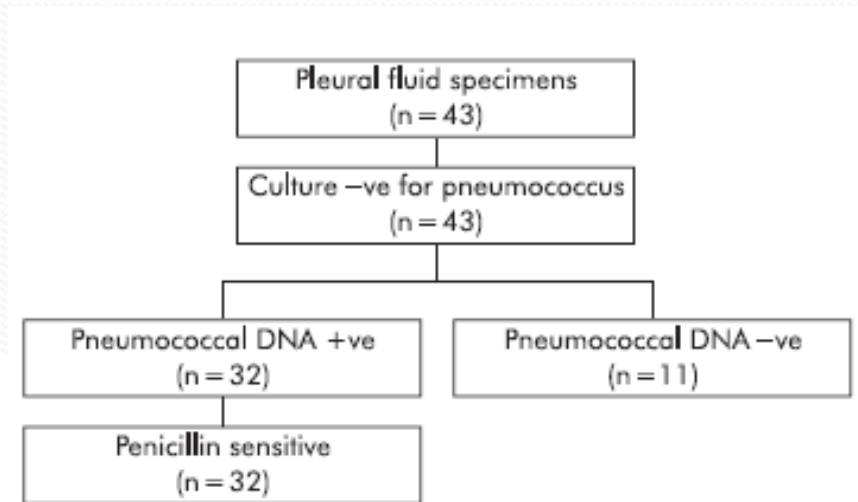 Pleural fluid specimens
(n = 43)
Culture –ve for pneumococcus
(n = 43)
Pneumococcal DNA +ve
(n = 32)
Pneumococcal DNA –ve
(n = 11)
Penicillin sensitive
(n = 32)